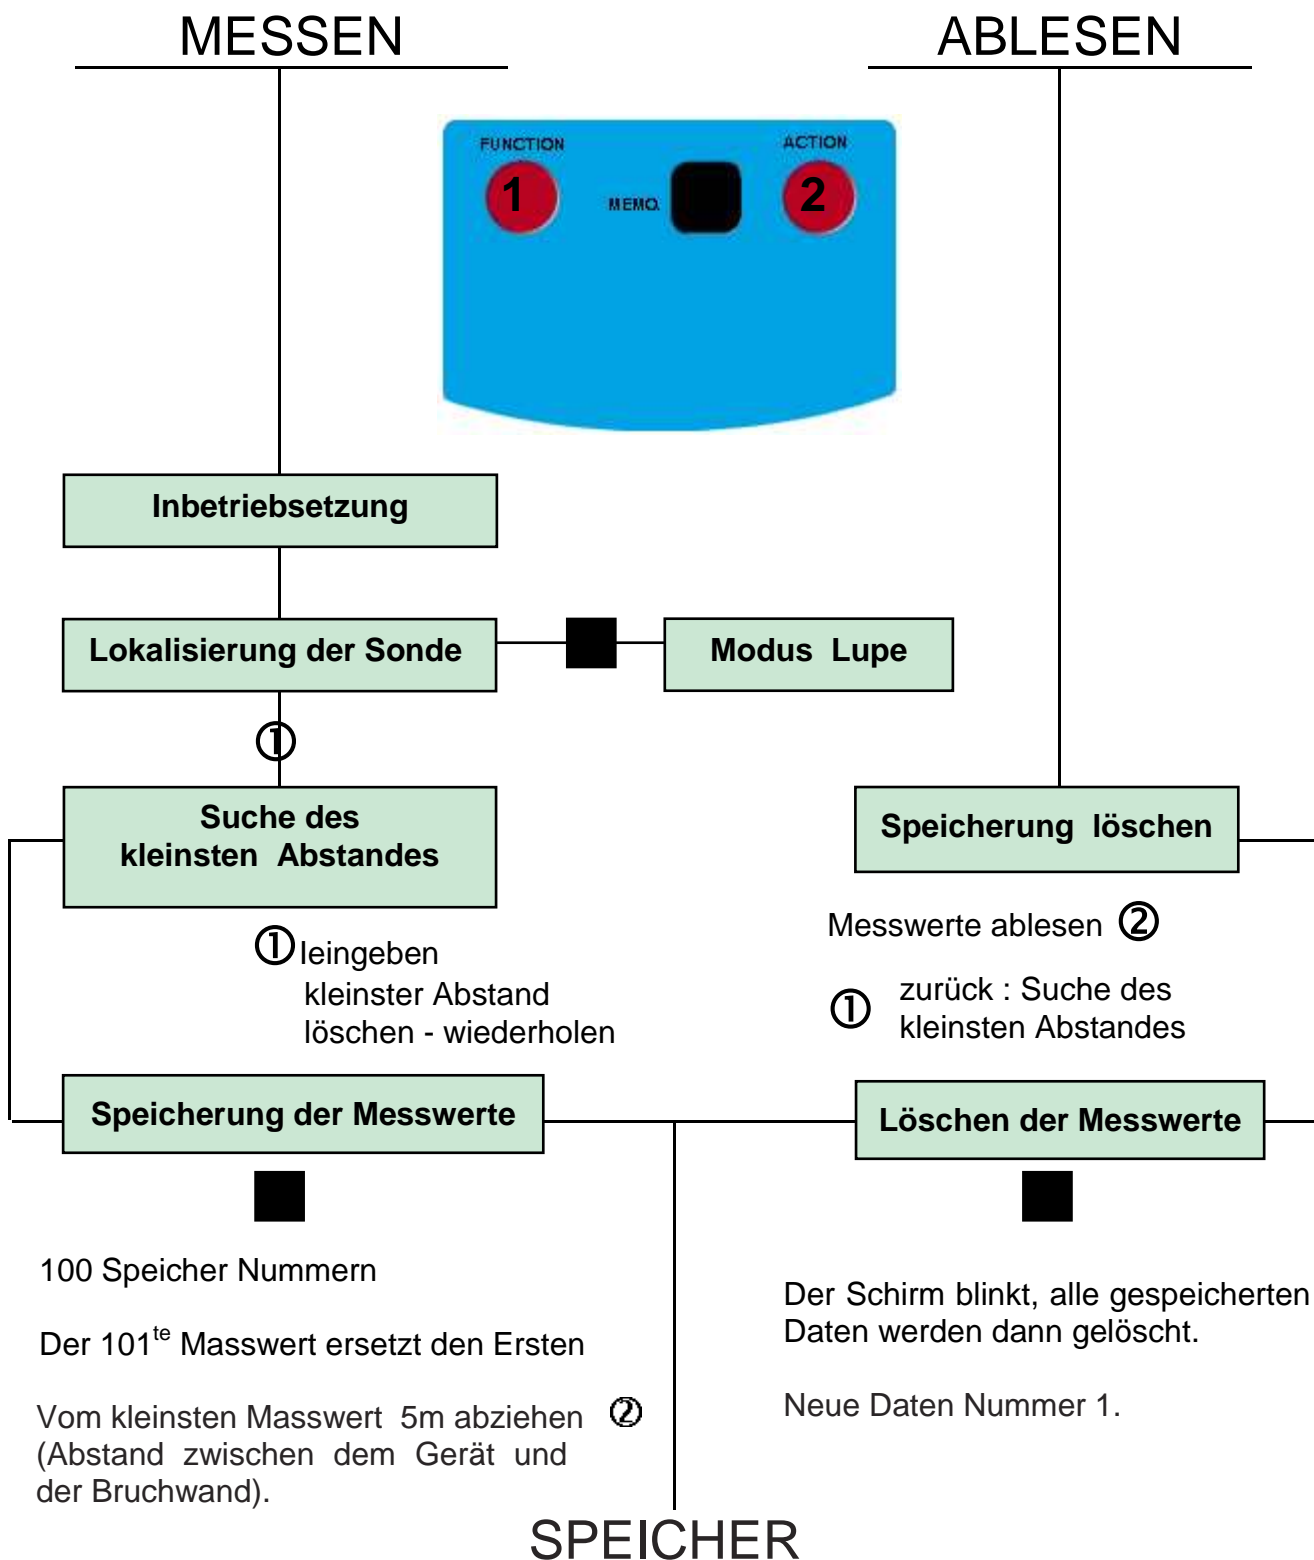 MESSEN
ABLESEN
FUNCTION
ACTION
1
MEMO.
2
Inbetriebsetzung
Lokalisierung der Sonde
Modus Lupe
①
Suche des
kleinsten Abstandes
Speicherung löschen
①leingeben
kleinster Abstand
löschen - wiederholen
Messwerte ablesen ②
① zurück : Suche des
kleinsten Abstandes
Speicherung der Messwerte
Löschen der Messwerte
100 Speicher Nummern
Der 101te Masswert ersetzt den Ersten
Vom kleinsten Masswert 5m abziehen ②
(Abstand zwischen dem Gerät und
der Bruchwand).
Der Schirm blinkt, alle gespeicherten
Daten werden dann gelöscht.
Neue Daten Nummer 1.
SPEICHER